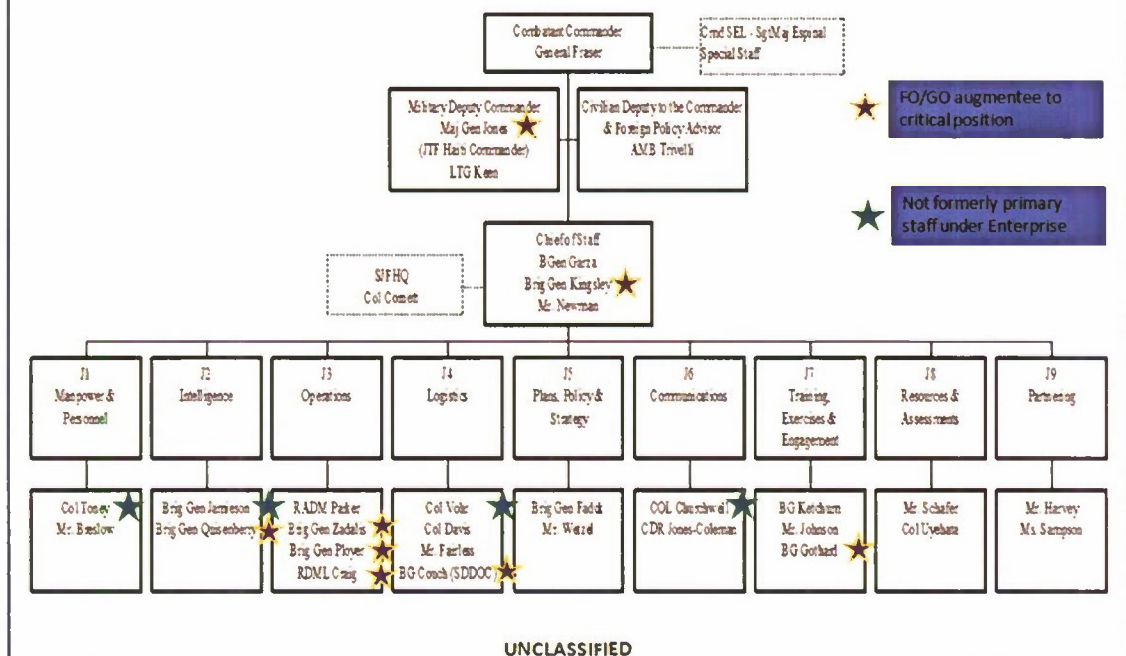 Combatant Commander
General Fraser
Cmd SEL - SgtMaj Espinal
Special Staff
Military Deputy Commander
Maj Gen Jones
(JTF Haiti Commander)
LTG Keen
Civilian Deputy to the Commander
& Foreign Policy Advisor
AMB Trivelli
FO/GO augmentee to
critical position
Not formerly primary
staff under Enterprise
Chief of Staff
BGen Garza
Brig Gen Kingsley
Mr. Newman
SJFHQ
Col Cornett
J1
Manpower &
Personnel
J2
Intelligence
J3
Operations
J4
Logistics
J5
Plans, Policy &
Strategy
J6
Communications
J7
Training,
Exercises &
Engagement
J8
Resources &
Assessments
J9
Partnering
Col Toney
Mr. Breslow
Brig Gen Jamieson
Brig Gen Quisenberry
RADM Parker
Brig Gen Zadalis
Brig Gen Ployer
RDML Craig
Col Vohr
Col Davis
Mr. Fairless
BG Couch (SDDOC)
Brig Gen Fadok
Mr. Wetzel
COL Churchwell
CDR Jones-Coleman
BG Ketchum
Mr. Johnson
BG Gothard
Mr. Schafer
Col Uyehata
Mr. Harvey
Ms. Sampson
UNCLASSIFIED